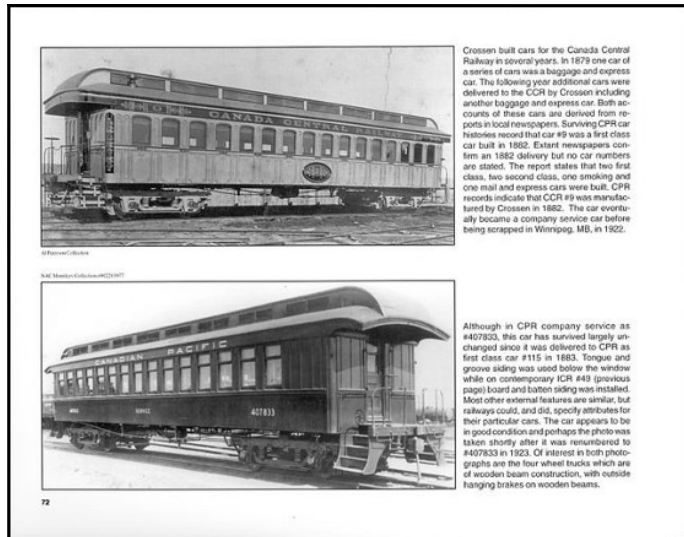 Crossen built cars for the Canada Central
Railway in several years. In 1879 one car of
a series of cars was a baggage and express
car. The following year additional cars were
delivered to the CCR by Crossen including
another baggage and express car. Both ac-
counts of these cars are derived from re-
ports in local newspapers. Surviving CPR car
histories record that car #9 was a first class
car built in 1882. Extant newspapers con-
firm an 1882 delivery but no car numbers
are stated. The report states that two first
class, two second class, one smoking and
one mail and express cars were built. CPR
records indicate that CCR #9 was manufac-
tured by Crossen in 1882. The car eventu-
ally became a company service car before
being scrapped in Winnipeg, MB, in 1922.
CANADA CENTRAL RAILWAY
Al Paterson Collection
CANADIAN PACIFIC
SERVICE
407833
Although in CPR company service as
#407833, this car has survived largely un-
changed since it was delivered to CPR as
first class car #115 in 1883. Tongue and
groove siding was used below the window
while on contemporary ICR #49 (previous
page) board and batten siding was installed.
Most other external features are similar, but
railways could, and did, specify attributes for
their particular cars. The car appears to be
in good condition and perhaps the photo was
taken shortly after it was renumbered to
#407833 in 1923. Of interest in both photo-
graphs are the four wheel trucks which are
of wooden beam construction, with outside
hanging brakes on wooden beams.
72